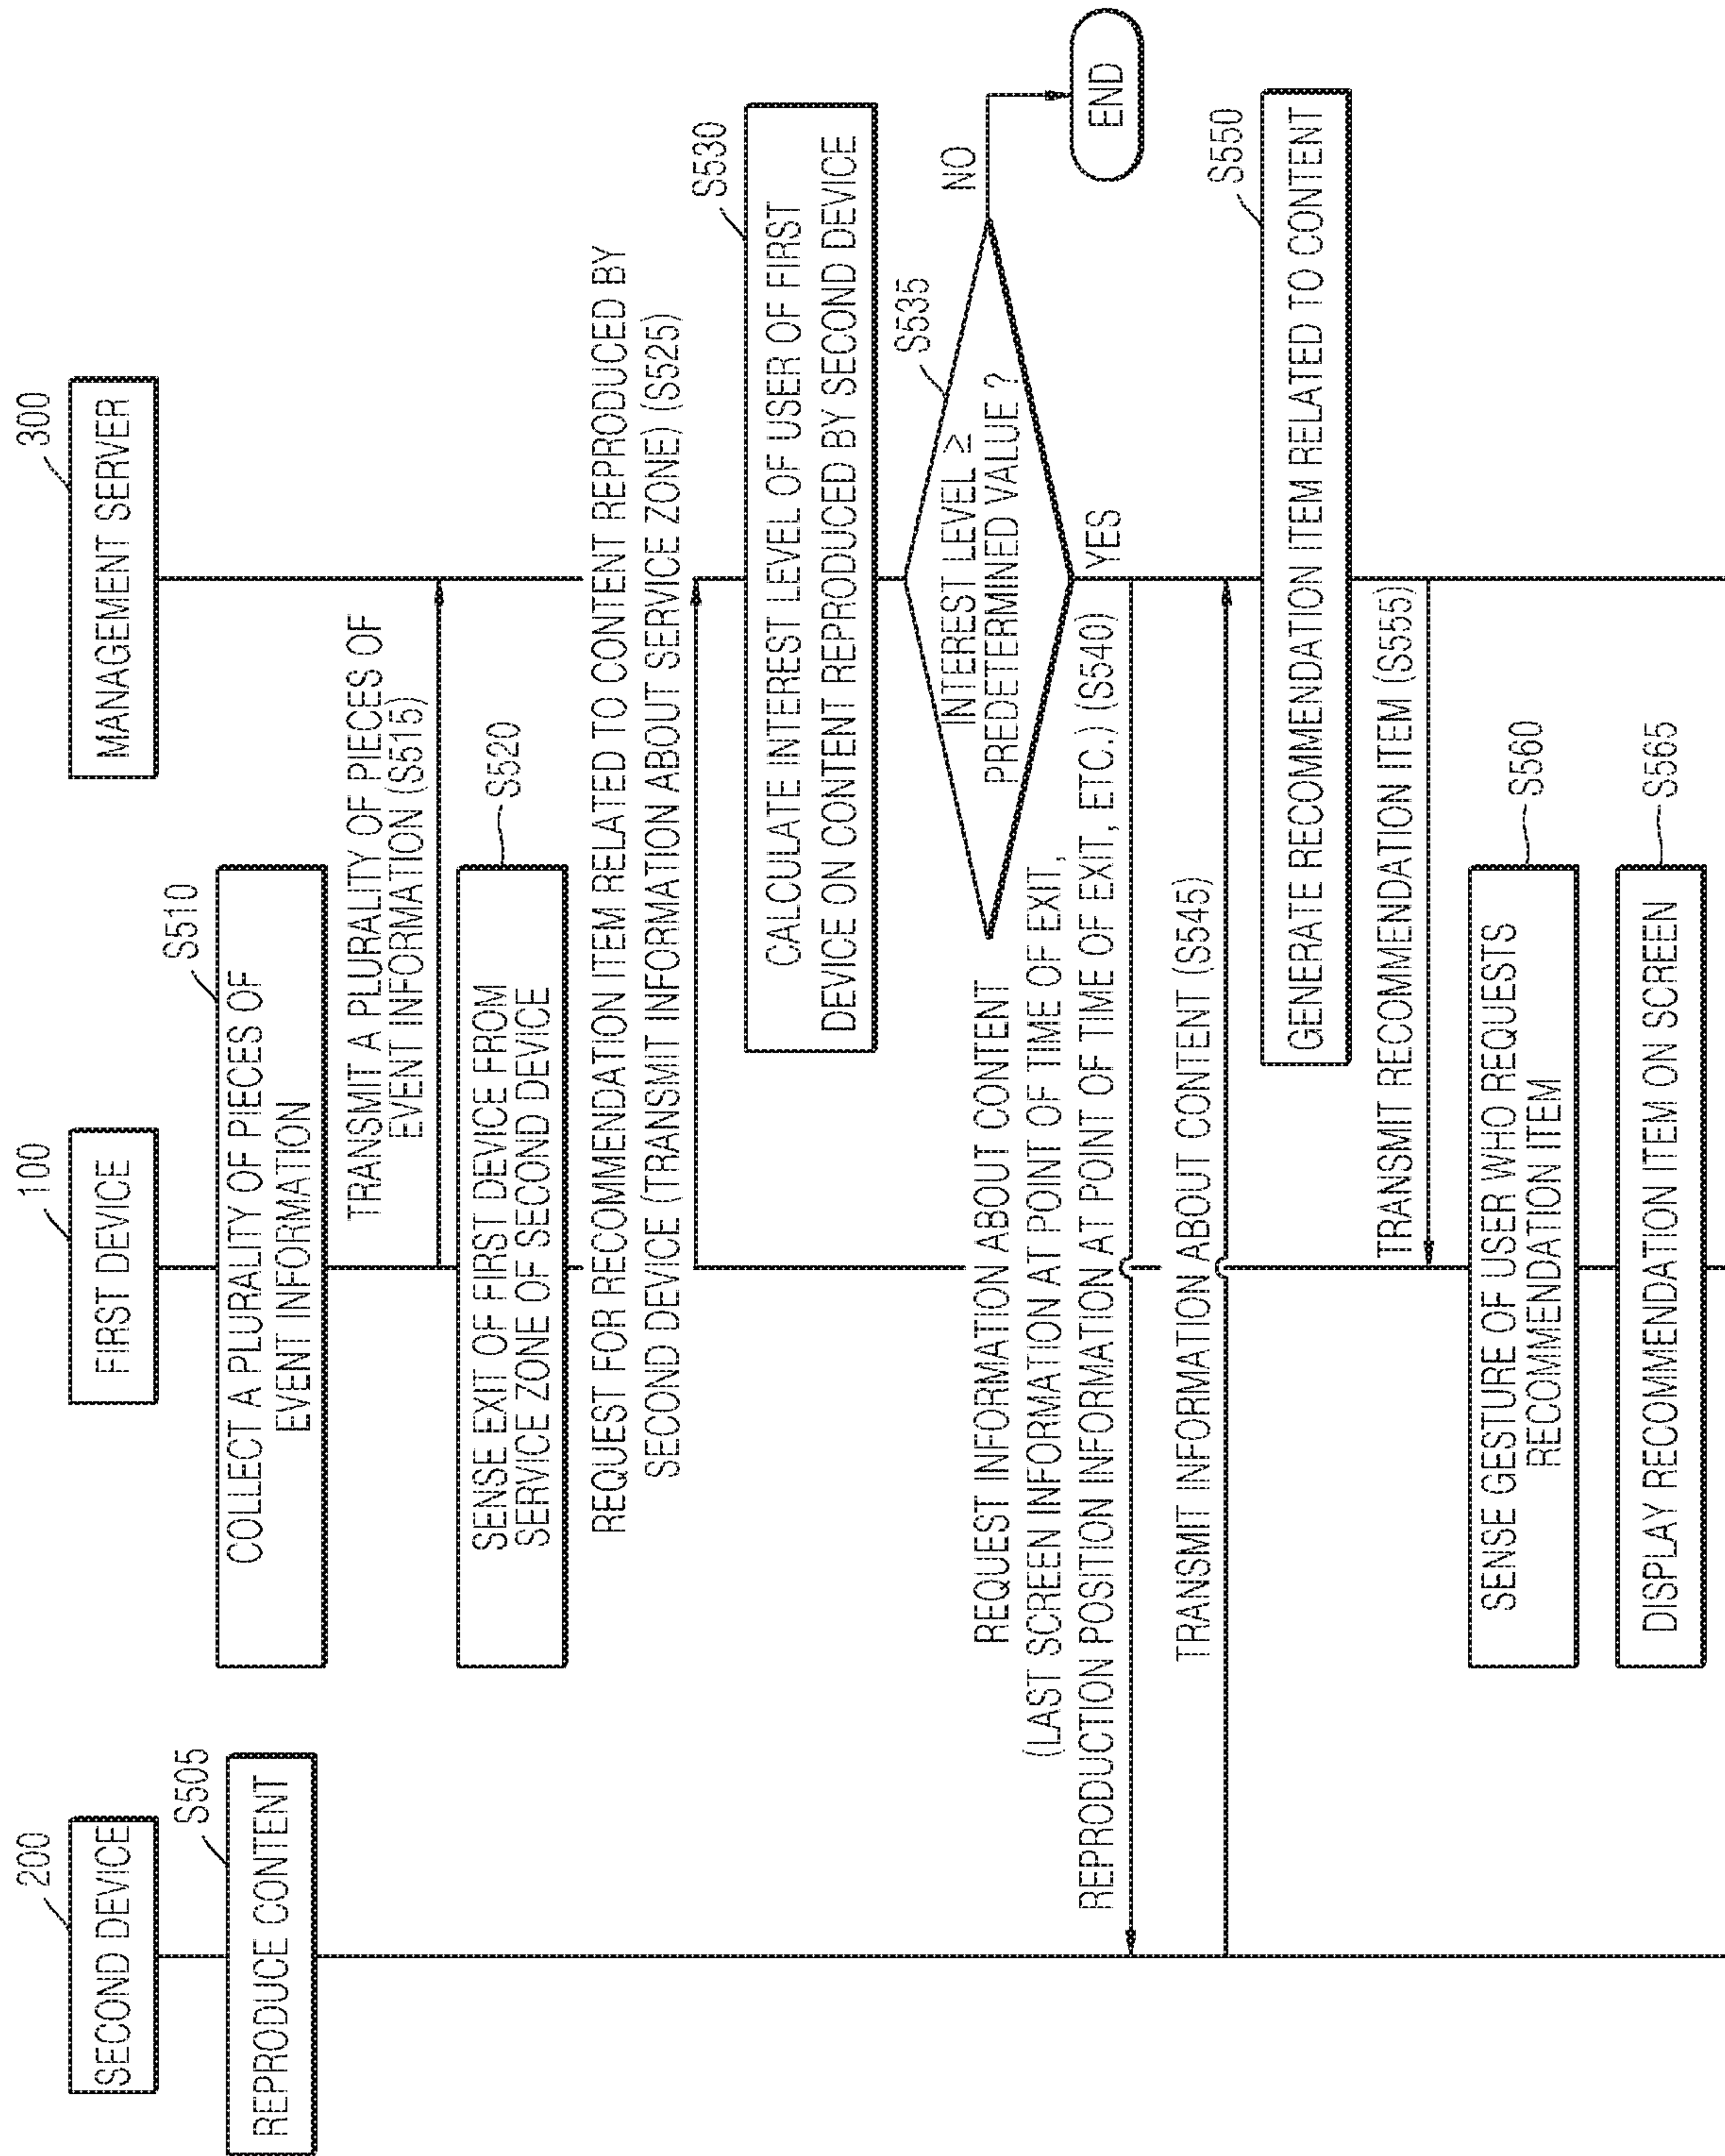 200
SECOND DEVICE
100
FIRST DEVICE
300
MANAGEMENT SERVER
S505
REPRODUCE CONTENT
S510
COLLECT A PLURALITY OF PIECES OF
EVENT INFORMATION
TRANSMIT A PLURALITY OF PIECES OF
EVENT INFORMATION (S515)
S520
SENSE EXIT OF FIRST DEVICE FROM
SERVICE ZONE OF SECOND DEVICE
REQUEST FOR RECOMMENDATION ITEM RELATED TO CONTENT REPRODUCED BY
SECOND DEVICE (TRANSMIT INFORMATION ABOUT SERVICE ZONE) (S525)
S530
CALCULATE INTEREST LEVEL OF USER OF FIRST
DEVICE ON CONTENT REPRODUCED BY SECOND DEVICE
S535
INTEREST LEVEL ≥
PREDETERMINED VALUE ?
NO
END
YES
REQUEST INFORMATION ABOUT CONTENT
(LAST SCREEN INFORMATION AT POINT OF TIME OF EXIT,
REPRODUCTION POSITION INFORMATION AT POINT OF TIME OF EXIT, ETC.) (S540)
TRANSMIT INFORMATION ABOUT CONTENT (S545)
S550
GENERATE RECOMMENDATION ITEM RELATED TO CONTENT
TRANSMIT RECOMMENDATION ITEM (S555)
S560
SENSE GESTURE OF USER WHO REQUESTS
RECOMMENDATION ITEM
S565
DISPLAY RECOMMENDATION ITEM ON SCREEN